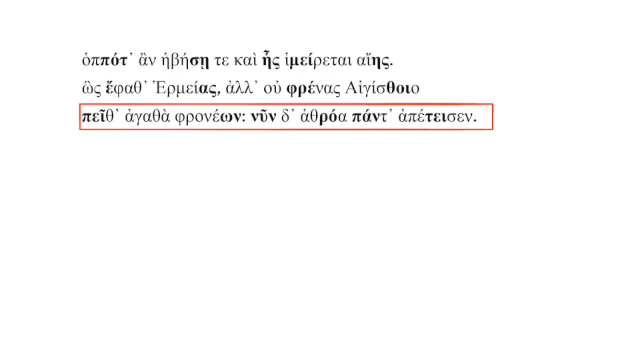 ὁππότ᾽ ἂν ἡβήσῃ τε καὶ ἧς ἱμείρεται αἴης.
ὣς ἔφαθ᾽ Ἑρμείας, ἀλλ᾽ οὐ φρένας Αἰγίσθοιο
πεῖθ᾽ ἀγαθὰ φρονέων: νῦν δ᾽ ἁθρόα πάντ᾽ ἀπέτεισεν.